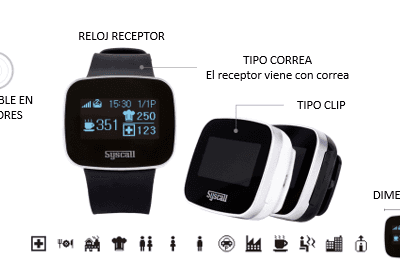 RELOJ RECEPTOR
TIPO CORREA
El receptor viene con correa
TIPO CLIP
BLE EN
ORES
15:30 1/1P
250
351
123
Syscall
Syscall
DIME